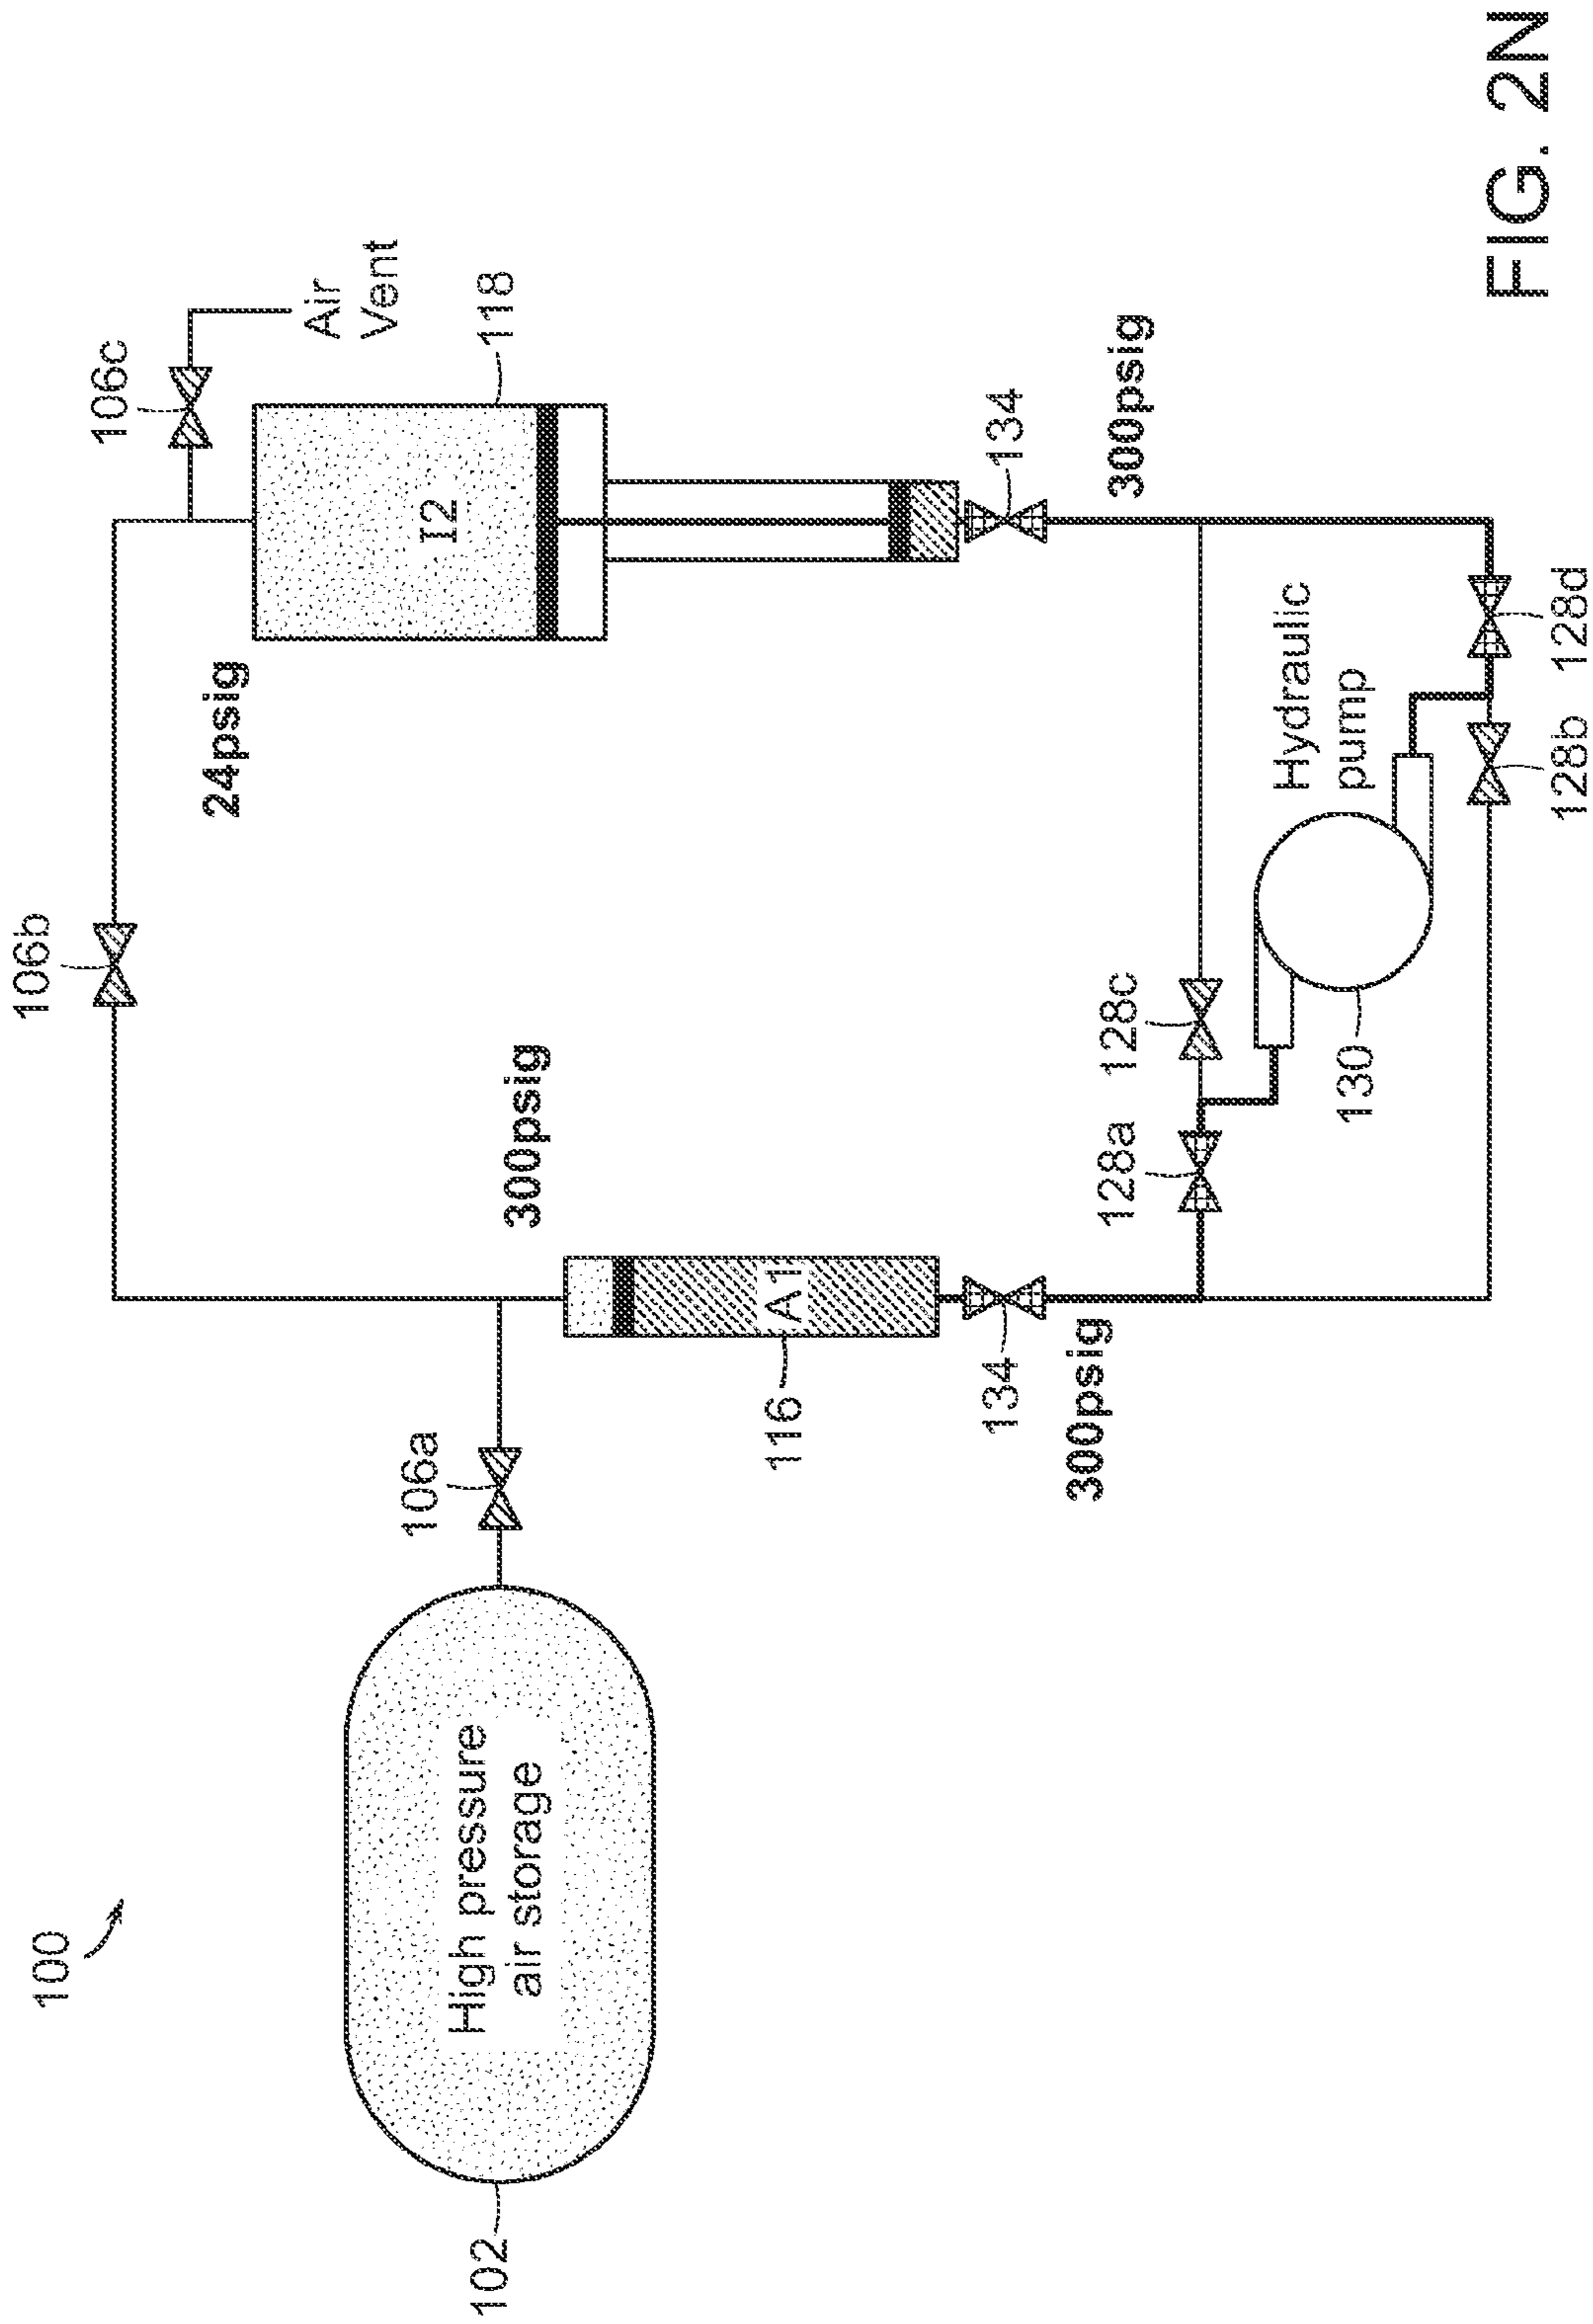 100
102
High pressure
air storage
106a
106b
106c
Air
Vent
24psig
I2
118
300psig
A1
116
134
300psig
134
300psig
128a
128c
Hydraulic
pump
130
128b
128d
FIG. 2N